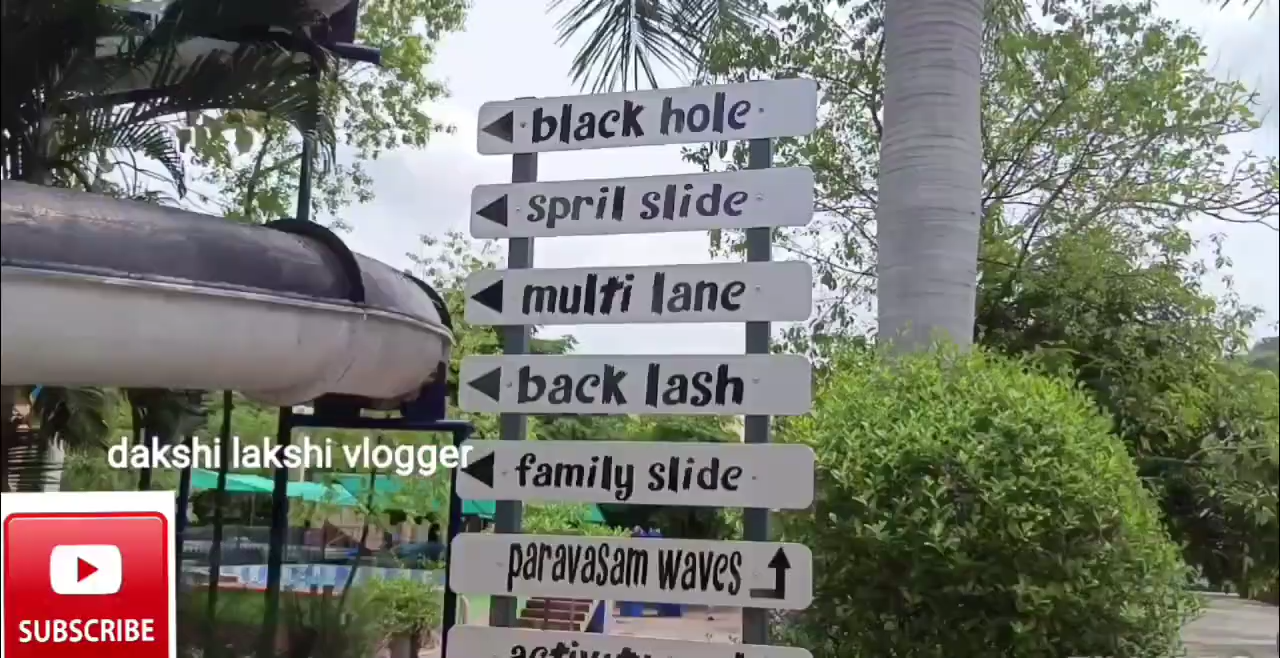 black hole
spril slide
multi lane
back lash
dakshi lakshi vlogger
family slide
paravasam waves
SUBSCRIBE